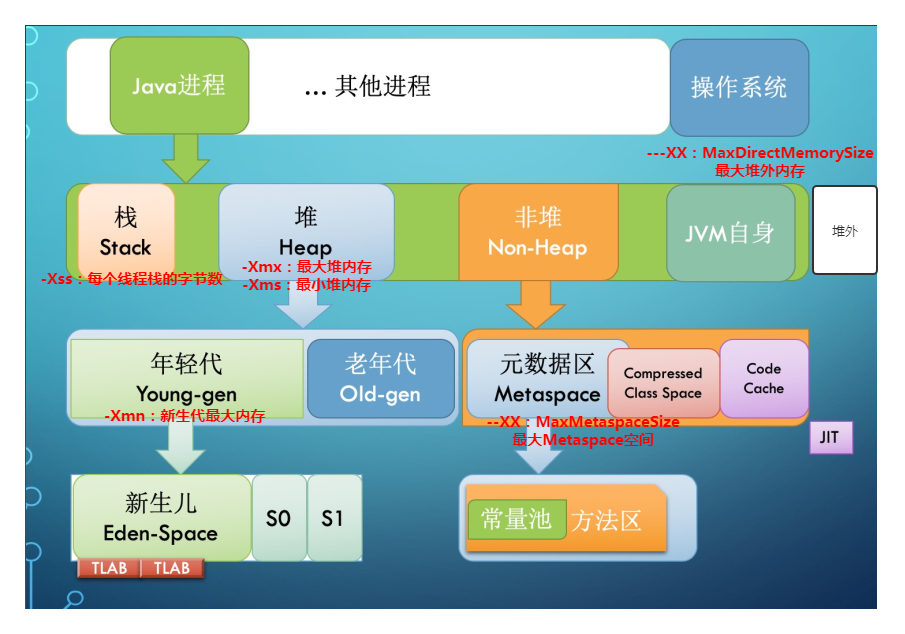 Java进程
... 其他进程
操作系统
---XX：MaxDirectMemorySize
最大堆外内存
栈
Stack
堆
Heap
非堆
Non-Heap
JVM自身
堆外
-Xss：每个线程栈的字节数
-Xmx：最大堆内存
-Xms：最小堆内存
年轻代
Young-gen
老年代
Old-gen
元数据区
Metaspace
Compressed
Class Space
Code
Cache
-Xmn：新生代最大内存
--XX：MaxMetaspaceSize
最大Metaspace空间
JIT
新生儿
Eden-Space
S0
S1
常量池
方法区
TLAB
TLAB